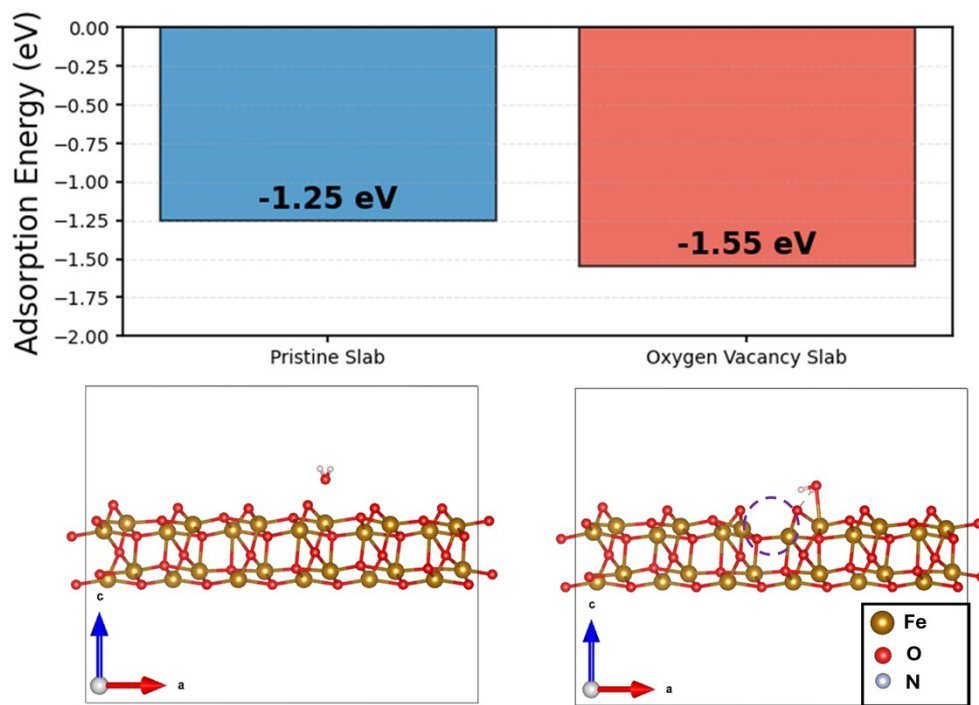 Adsorption Energy (eV)
0.00
−0.25
−0.50
−0.75
−1.00
−1.25
−1.50
−1.75
−2.00
-1.25 eV
-1.55 eV
Pristine Slab
Oxygen Vacancy Slab
c
a
c
a
Fe
O
N